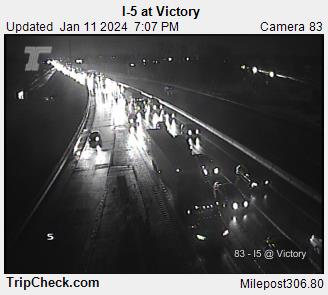 I-5 at Victory
Updated Jan 11 2024 7:07 PM Camera 83
T
S
83 - I5 @ Victory
TripCheck.com Milepost306.80